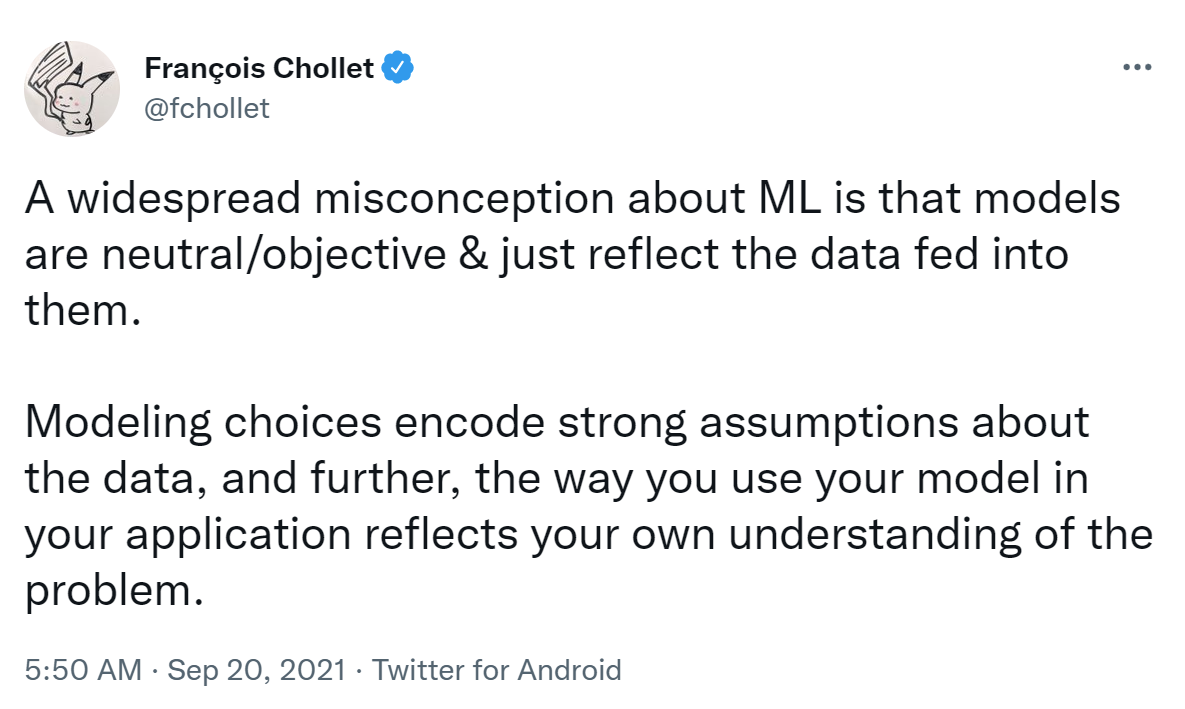 François Chollet
@fchollet
A widespread misconception about ML is that models
are neutral/objective & just reflect the data fed into
them.
Modeling choices encode strong assumptions about
the data, and further, the way you use your model in
your application reflects your own understanding of the
problem.
5:50 AM · Sep 20, 2021 · Twitter for Android